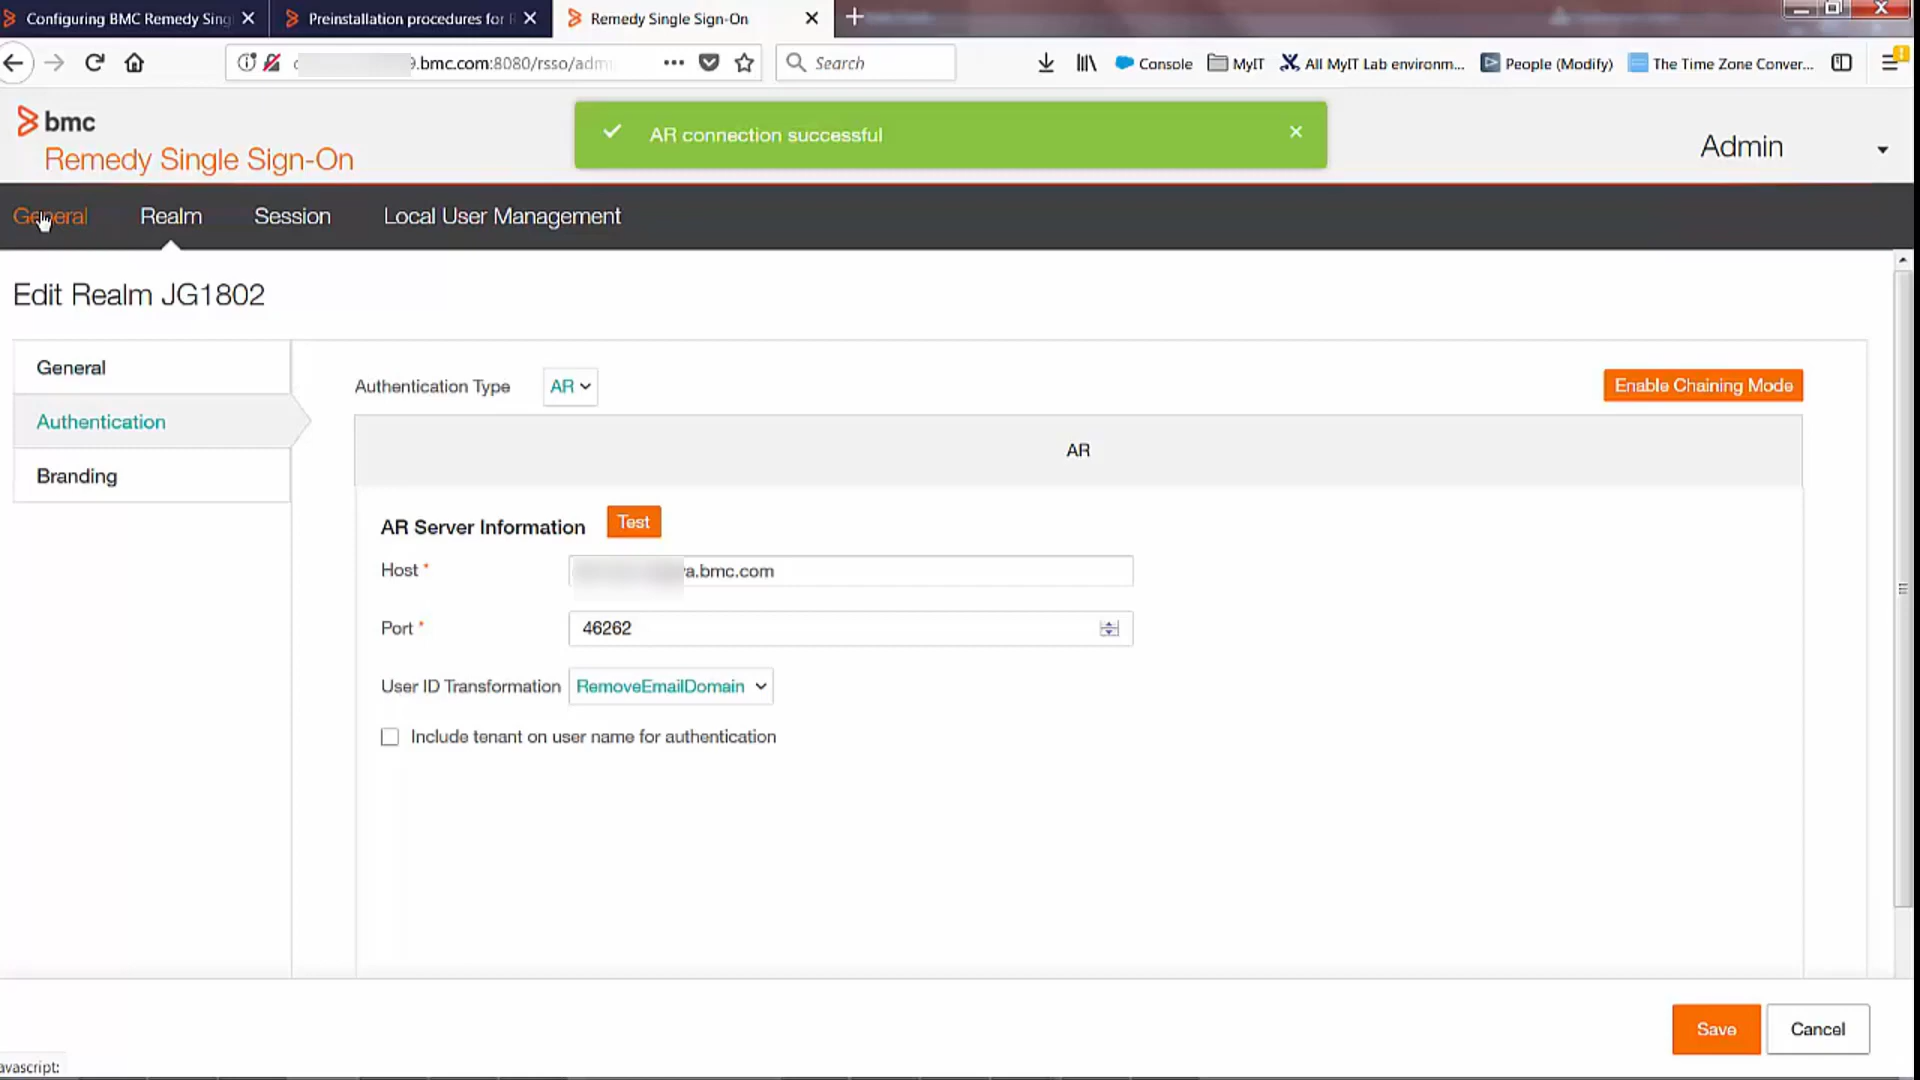 Configuring BMC Remedy Sing
Preinstallation procedures for
Remedy Single Sign-On
.bmc.com:8080/rsso/adm
Search
Console
MyIT
All MyIT Lab environm...
People (Modify)
The Time Zone Conver...
bmc
Remedy Single Sign-On
AR connection successful
Admin
General
Realm
Session
Local User Management
Edit Realm JG1802
General
Authentication
Branding
Authentication Type
AR
Enable Chaining Mode
AR
AR Server Information
Test
Host *
a.bmc.com
Port *
46262
User ID Transformation
RemoveEmailDomain
Include tenant on user name for authentication
Save
Cancel
avascript: